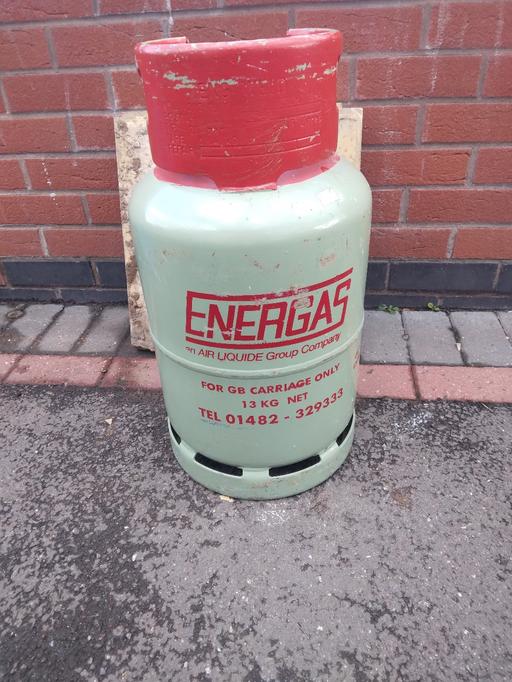 ENERGAS
an AIR LIQUIDE Group Company
FOR GB CARRIAGE ONLY
13 KG NET
TEL 01482 - 329333